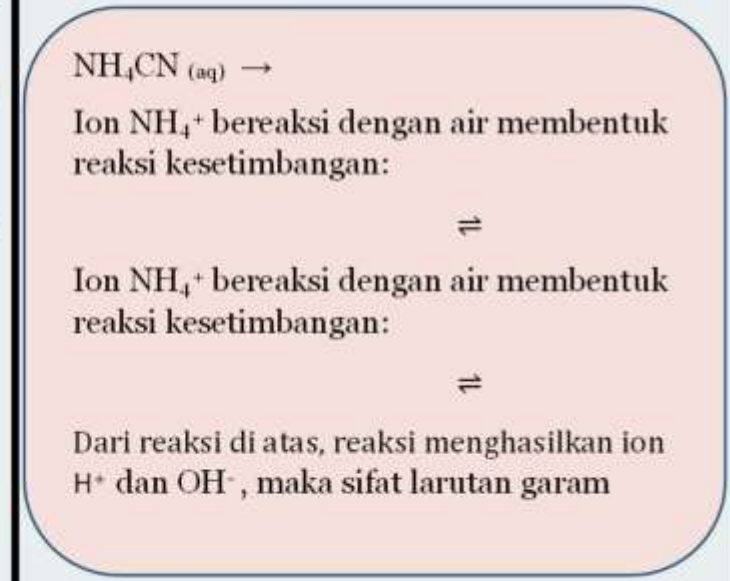 NH₄CN (aq) →
Ion NH₄⁺ bereaksi dengan air membentuk
reaksi kesetimbangan:
⇌
Ion NH₄⁺ bereaksi dengan air membentuk
reaksi kesetimbangan:
⇌
Dari reaksi di atas, reaksi menghasilkan ion
H⁺ dan OH⁻ , maka sifat larutan garam